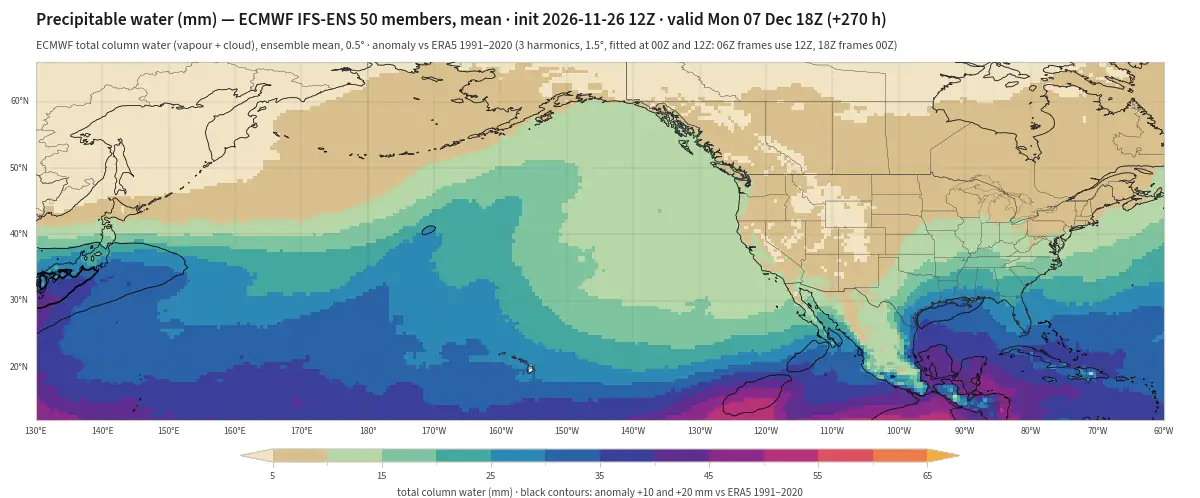 Precipitable water (mm) — ECMWF IFS-ENS 50 members, mean · init 2026-11-26 12Z · valid Mon 07 Dec 18Z (+270 h)
ECMWF total column water (vapour + cloud), ensemble mean, 0.5° · anomaly vs ERA5 1991–2020 (3 harmonics, 1.5°, fitted at 00Z and 12Z: 06Z frames use 12Z, 18Z frames 00Z)
60°N
50°N
40°N
30°N
20°N
130°E 140°E 150°E 160°E 170°E 180° 170°W 160°W 150°W 140°W 130°W 120°W 110°W 100°W 90°W 80°W 70°W 60°W
5 15 25 35 45 55 65
total column water (mm) · black contours: anomaly +10 and +20 mm vs ERA5 1991–2020